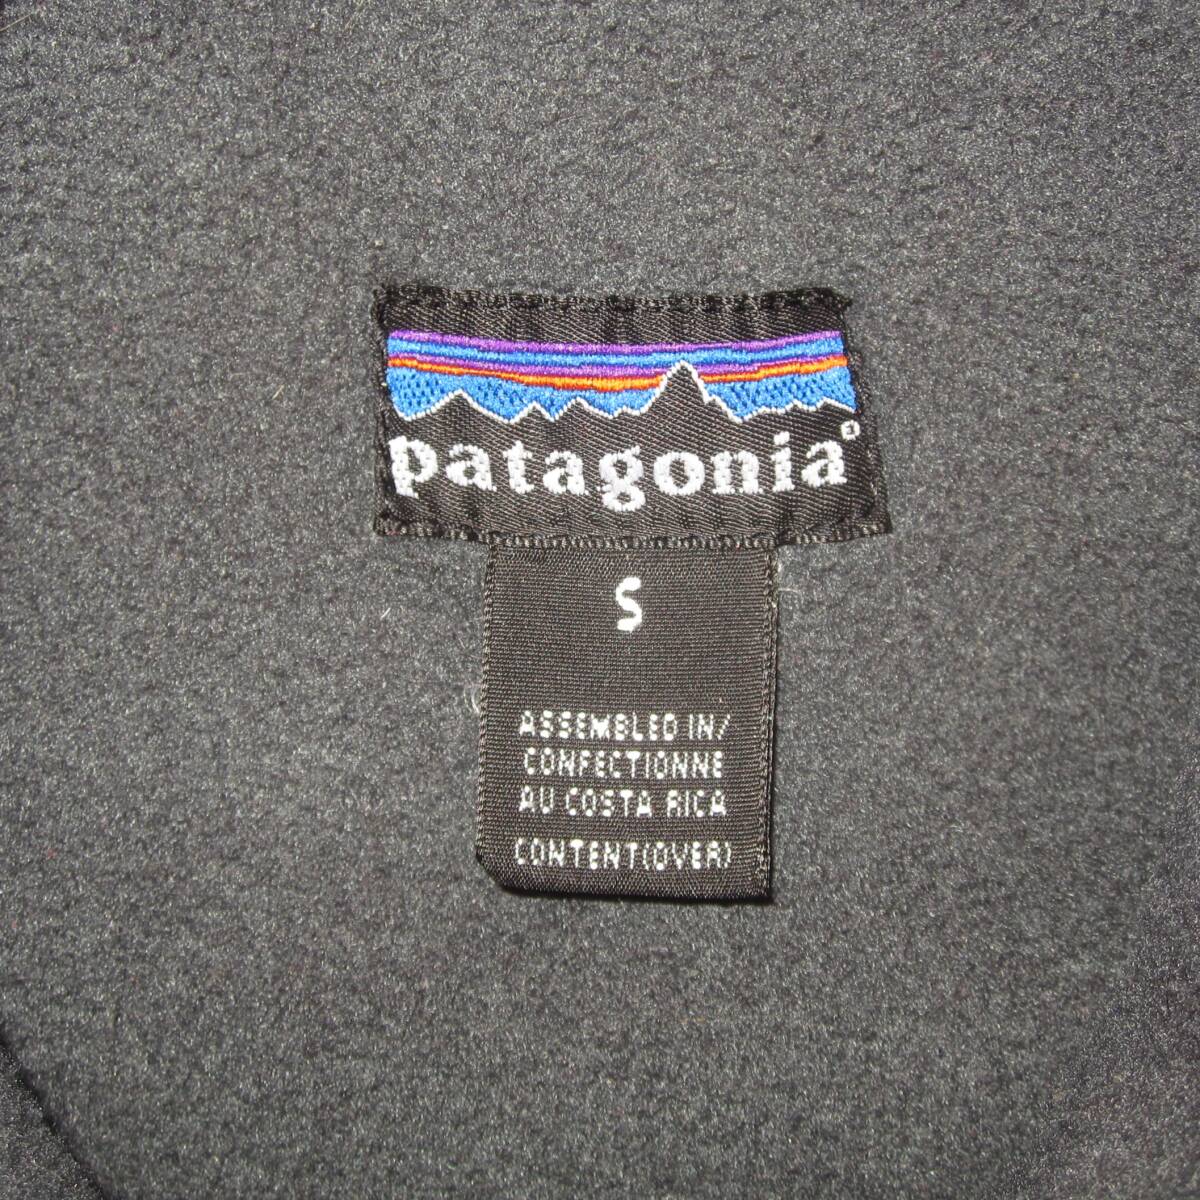 patagonia®
S
ASSEMBLED IN/
CONFECTIONNE
AU COSTA RICA
CONTENT(OVER)